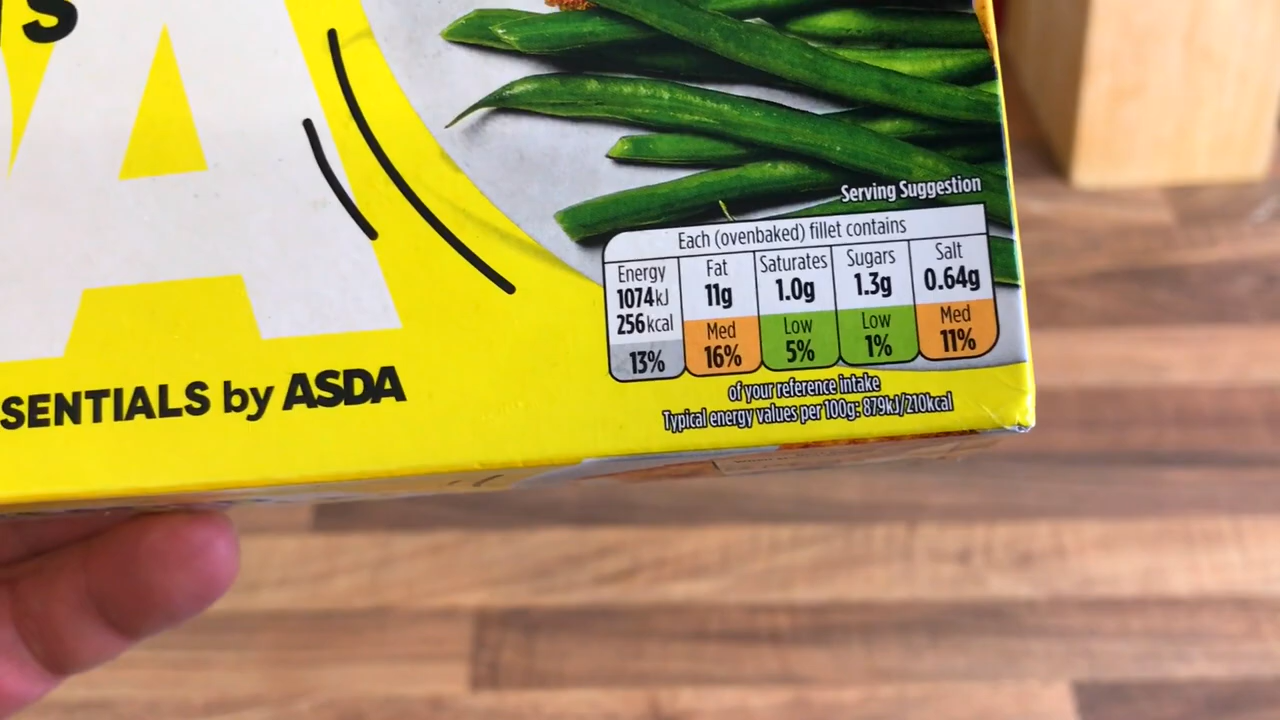 S
A
SENTIALS by ASDA
Serving Suggestion
Each (ovenbaked) fillet contains
Energy 1074kJ 256kcal 13%
Fat 11g Med 16%
Saturates 1.0g Low 5%
Sugars 1.3g Low 1%
Salt 0.64g Med 11%
of your reference intake
Typical energy values per 100g: 879kJ/210kcal